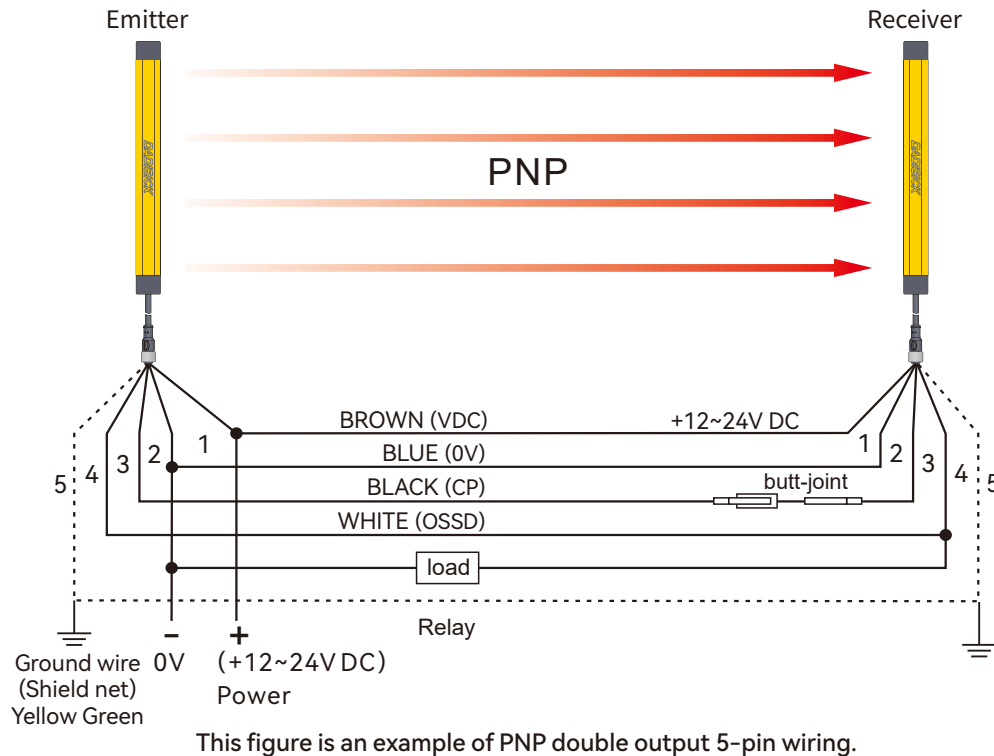 Emitter
Receiver
DADISICK
DADISICK
PNP
BROWN (VDC)
+12~24V DC
1
1
BLUE (0V)
2
2
3
3
butt-joint
BLACK (CP)
4
4
5
5
WHITE (OSSD)
load
Relay
- +
Ground wire
(Shield net)
Yellow Green
0V
(+12~24V DC)
Power
This figure is an example of PNP double output 5-pin wiring.